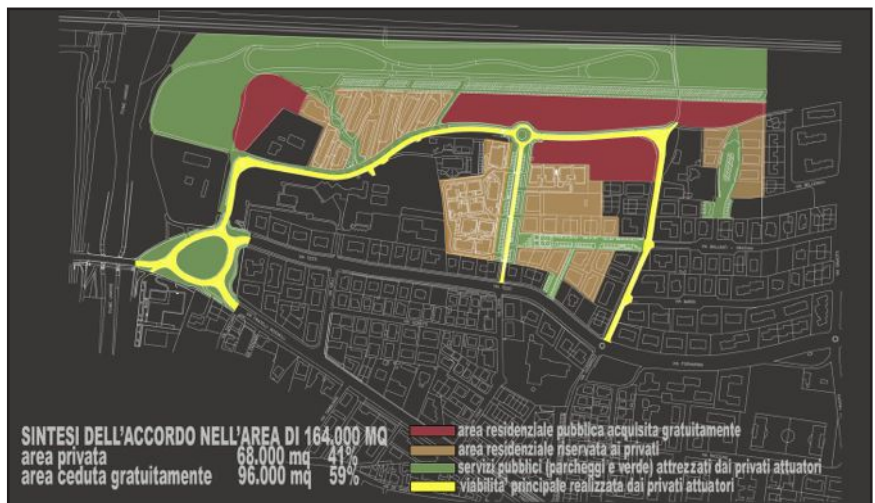 SINTESI DELL'ACCORDO NELL'AREA DI 164.000 MQ
area privata 68.000 mq 41%
area ceduta gratuitamente 96.000 mq 59%
area residenziale pubblica acquisita gratuitamente
area residenziale riservata ai privati
servizi pubblici (parcheggi e verde) attrezzati dai privati attuatori
viabilita' principale realizzata dai privati attuatori